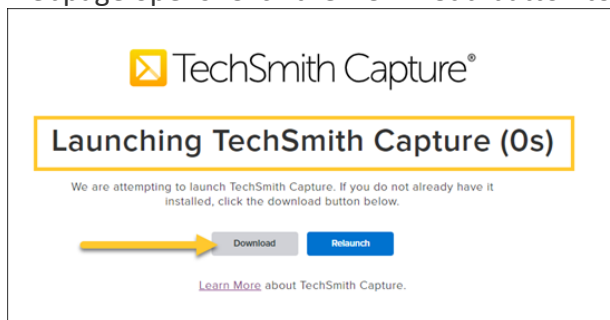 TechSmith Capture®
Launching TechSmith Capture (0s)
We are attempting to launch TechSmith Capture. If you do not already have it
installed, click the download button below.
Download Relaunch
Learn More about TechSmith Capture.